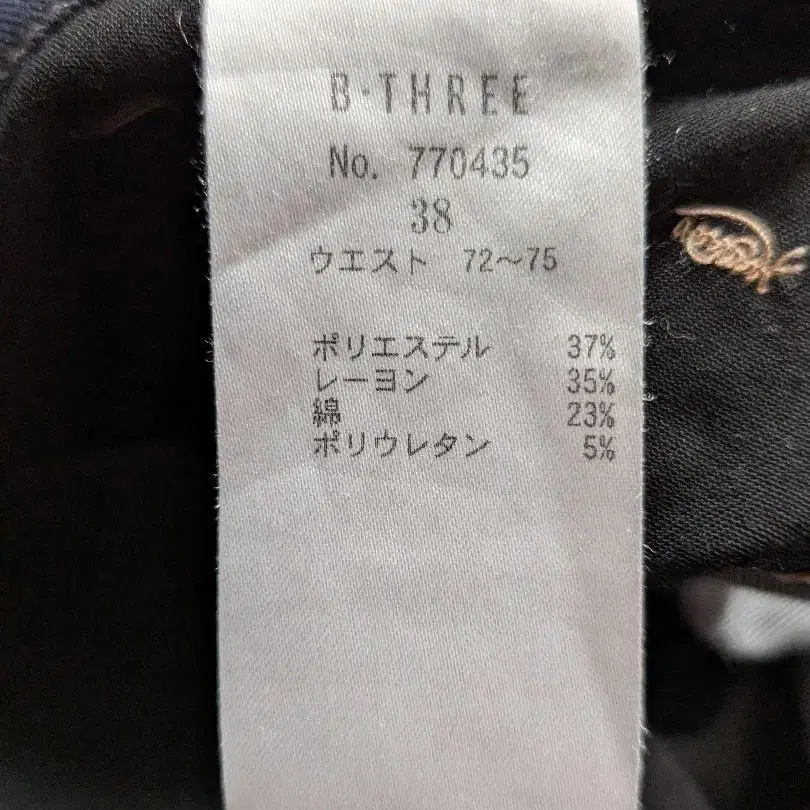 B·THREE
No. 770435
38
ウエスト 72〜75
ポリエステル 37%
レーヨン 35%
綿 23%
ポリウレタン 5%